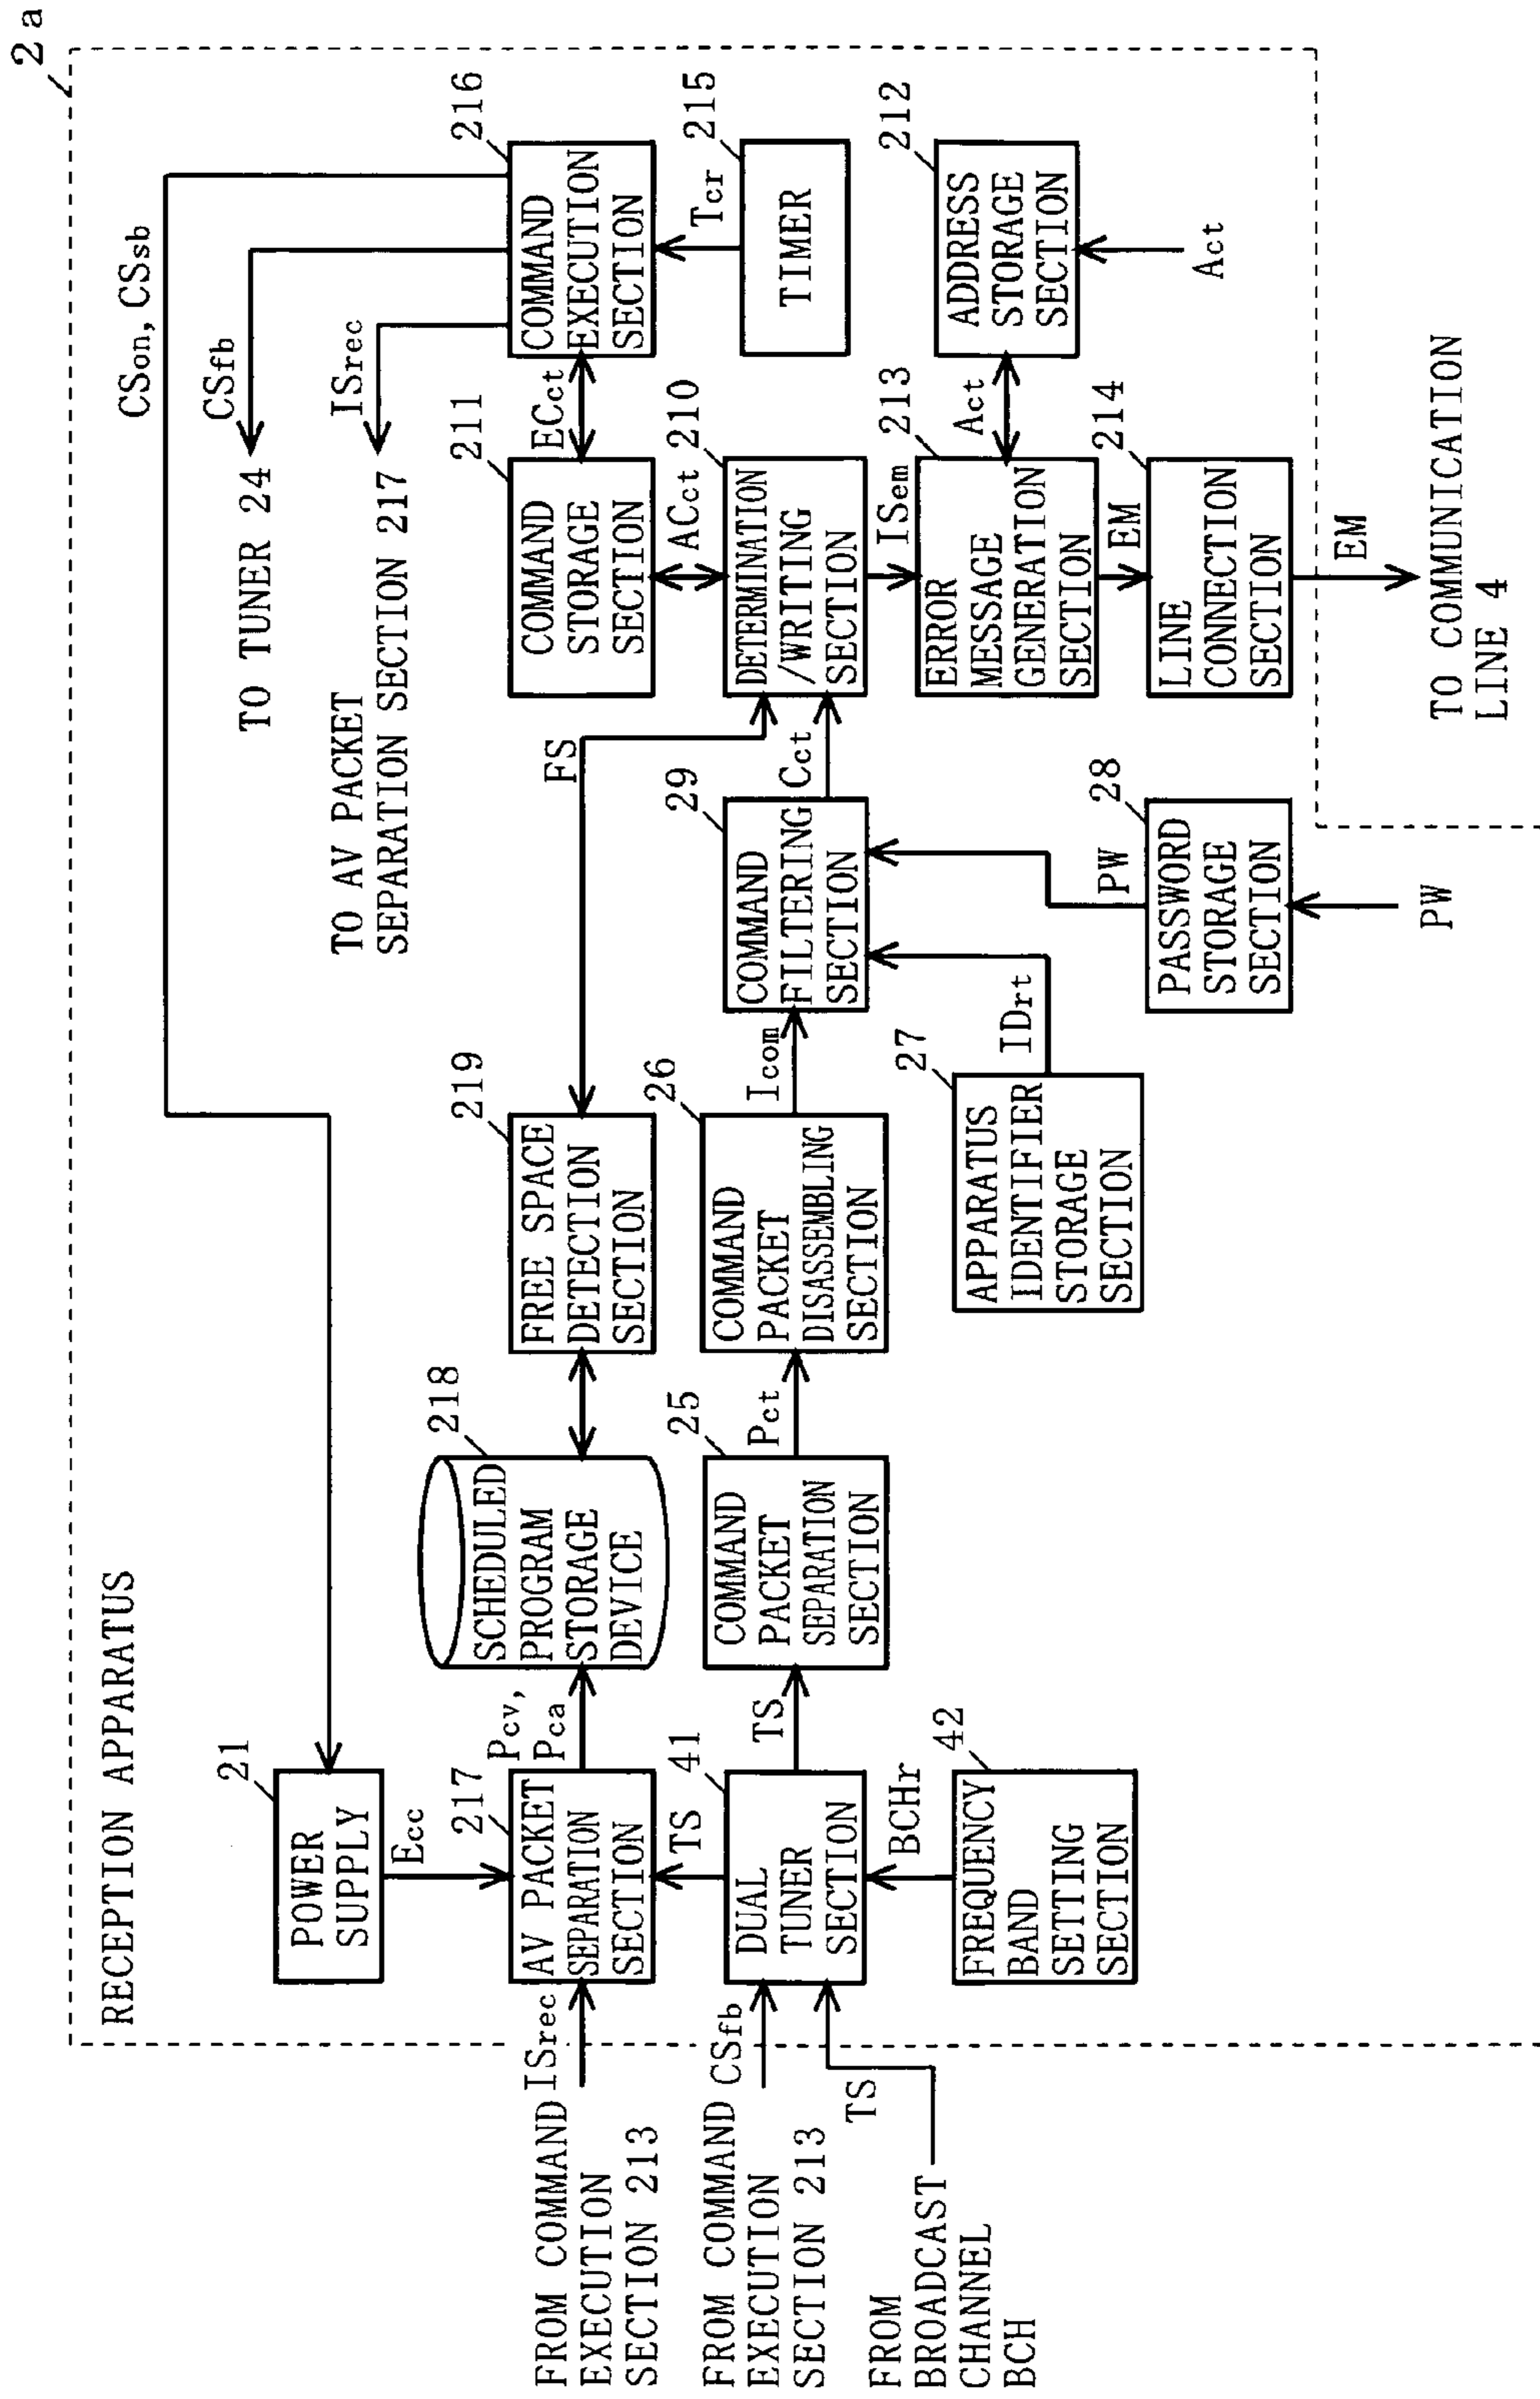 2a
RECEPTION APPARATUS
CSon, CSsb
CSfb
TO TUNER 24
ISrec
TO AV PACKET
SEPARATION SECTION 217
21
POWER
SUPPLY
Ecc
FROM COMMAND
EXECUTION
SECTION 213
ISrec
217
AV PACKET
SEPARATION
SECTION
Pcv,
Pca
218
SCHEDULED
PROGRAM
STORAGE
DEVICE
219
FREE SPACE
DETECTION
SECTION
FS
211
COMMAND
STORAGE
SECTION
ECct
216
COMMAND
EXECUTION
SECTION
TS
ACct
Tcr
FROM COMMAND
EXECUTION
SECTION 213
CSfb
TS
FROM
BROADCAST
CHANNEL
BCH
41
DUAL
TUNER
SECTION
TS
25
COMMAND
PACKET
SEPARATION
SECTION
Pct
26
COMMAND
PACKET
DISASSEMBLING
SECTION
Icom
29
COMMAND
FILTERING
SECTION
Cct
210
DETERMINATION
/WRITING
SECTION
215
TIMER
BCHr
42
FREQUENCY
BAND
SETTING
SECTION
27
APPARATUS
IDENTIFIER
STORAGE
SECTION
IDrt
PW
ISem
213
ERROR
MESSAGE
GENERATION
SECTION
Act
212
ADDRESS
STORAGE
SECTION
Act
28
PASSWORD
STORAGE
SECTION
PW
EM
214
LINE
CONNECTION
SECTION
EM
TO COMMUNICATION
LINE 4